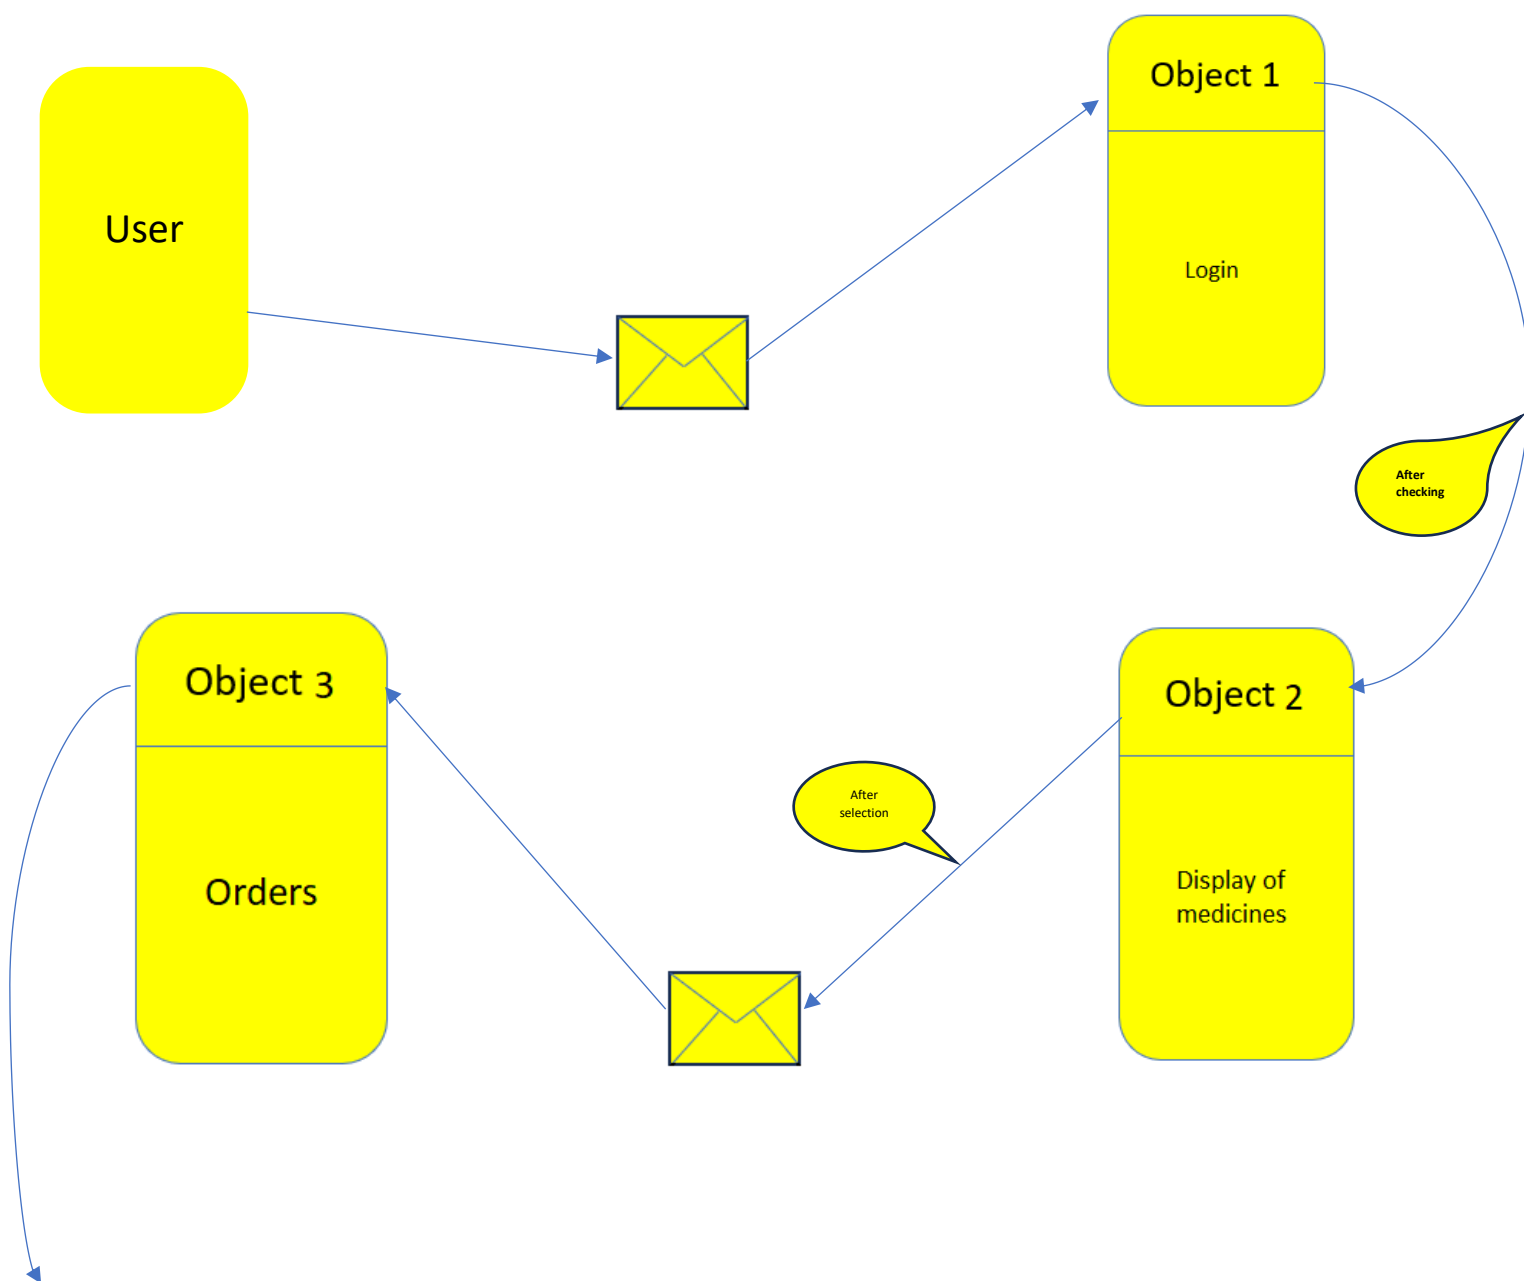 User
Object 1
Login
After
checking
Object 3
Orders
Object 2
Display of
medicines
After
selection